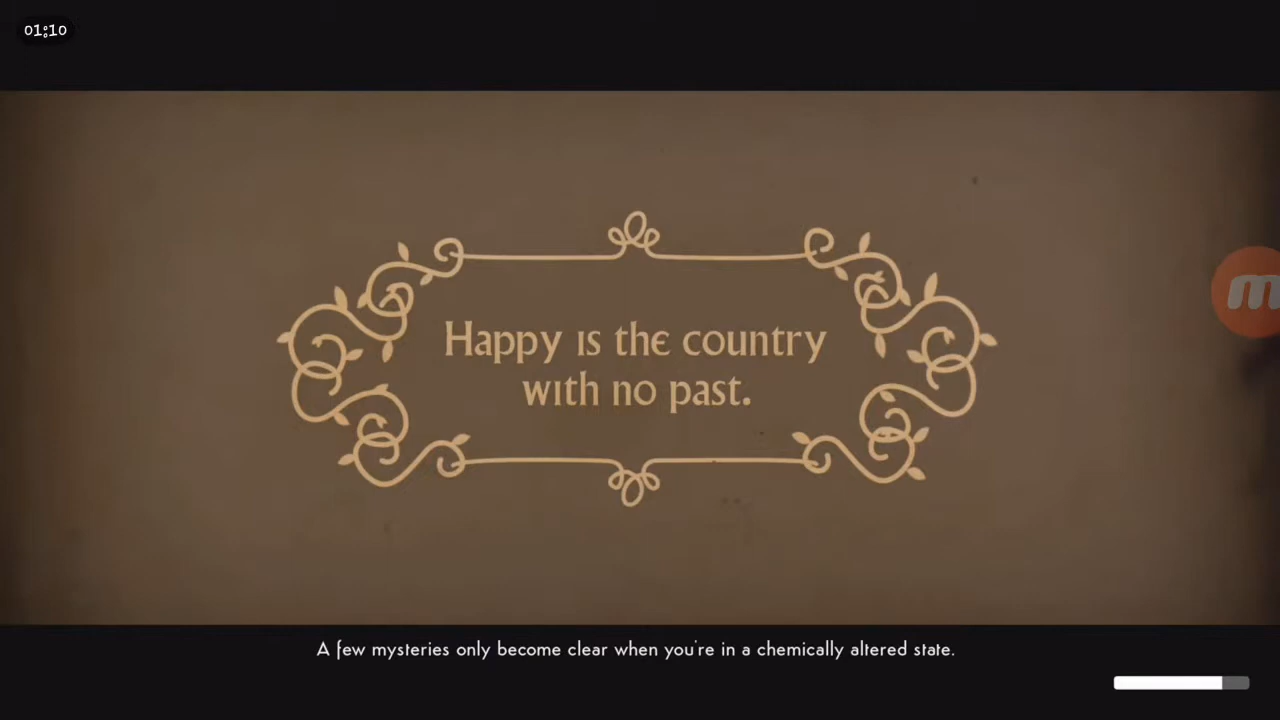 01:10
Happy is the country
with no past.
A few mysteries only become clear when you're in a chemically altered state.